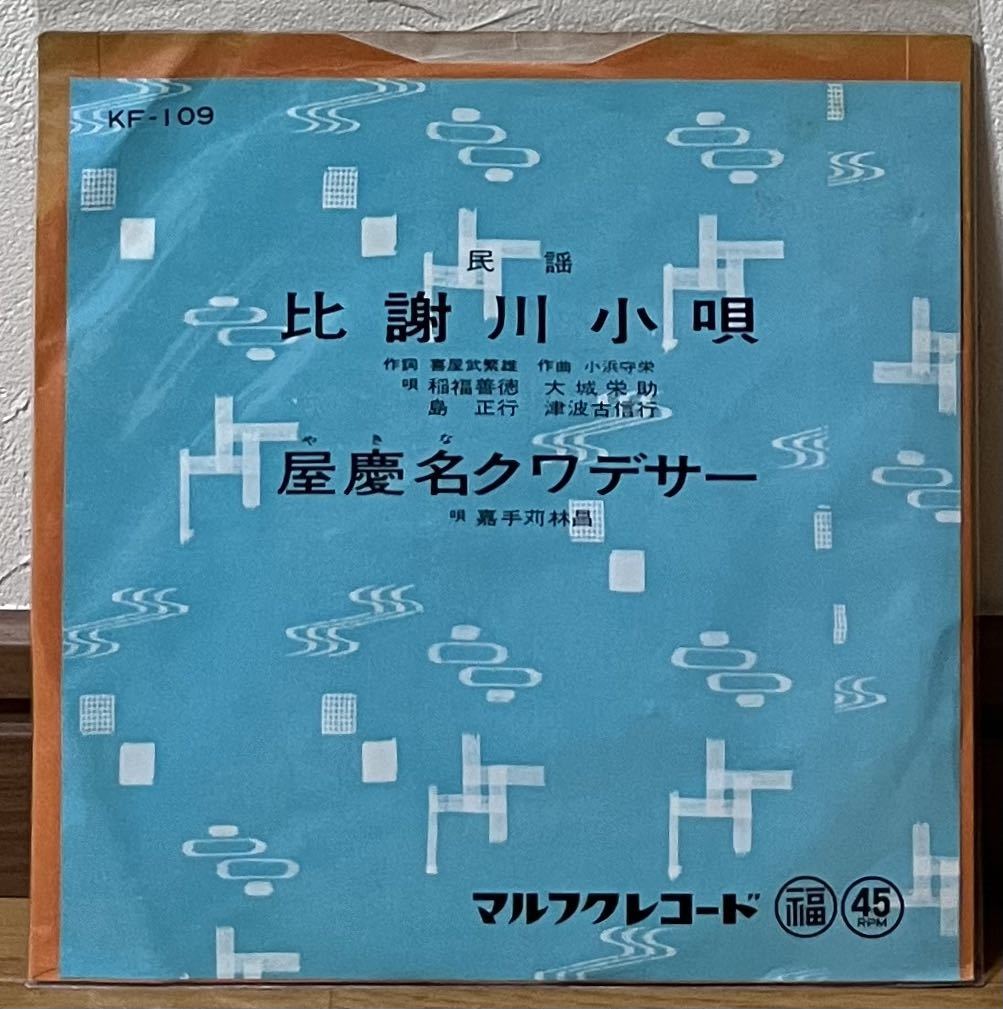 KF-109
民謡
比謝川小唄
作詞 喜屋武繁雄 作曲 小浜守栄
唄 稲福善徳 大城栄助
島正行 津波古信行
やきな
屋慶名クワデサー
唄 嘉手苅林昌
マルフクレコード 福 45
RPM